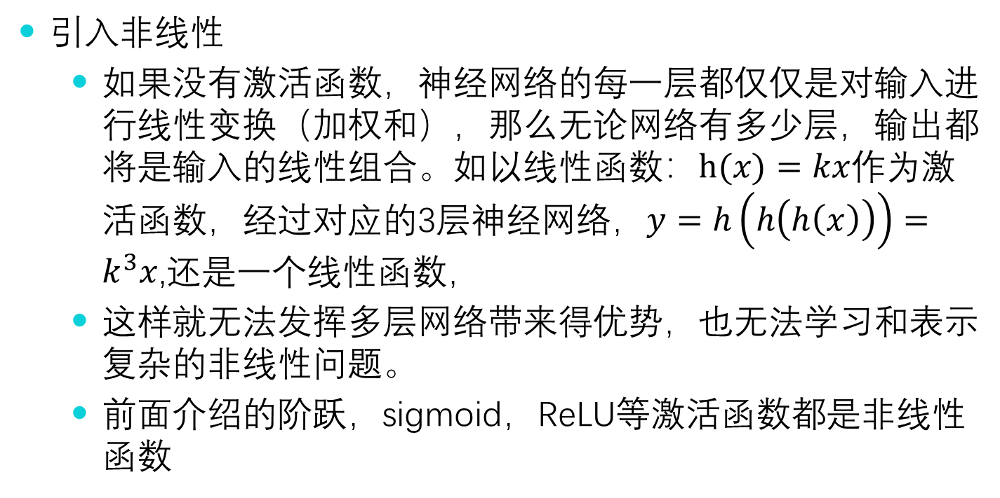 引入非线性
如果没有激活函数，神经网络的每一层都仅仅是对输入进
行线性变换（加权和），那么无论网络有多少层，输出都
将是输入的线性组合。如以线性函数：h(x) = kx作为激
活函数，经过对应的3层神经网络，y = h(h(h(x))) =
k³x,还是一个线性函数,
这样就无法发挥多层网络带来得优势，也无法学习和表示
复杂的非线性问题。
前面介绍的阶跃，sigmoid，ReLU等激活函数都是非线性
函数